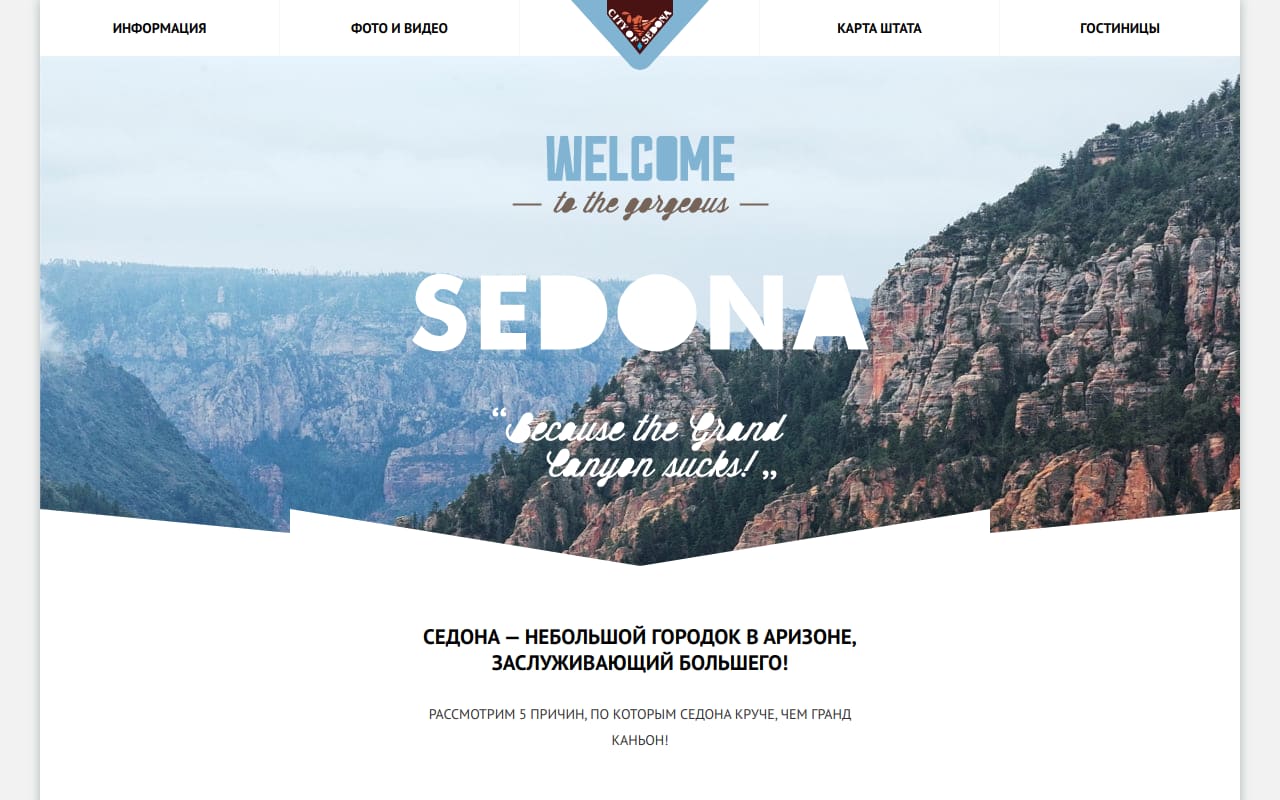 ИНФОРМАЦИЯ
ФОТО И ВИДЕО
CITY OF SEDONA
КАРТА ШТАТА
ГОСТИНИЦЫ
WELCOME
— to the gorgeous —
SEDONA
“Because the Grand
Canyon sucks! „
СЕДОНА — НЕБОЛЬШОЙ ГОРОДОК В АРИЗОНЕ,
ЗАСЛУЖИВАЮЩИЙ БОЛЬШЕГО!
РАССМОТРИМ 5 ПРИЧИН, ПО КОТОРЫМ СЕДОНА КРУЧЕ, ЧЕМ ГРАНД
КАНЬОН!